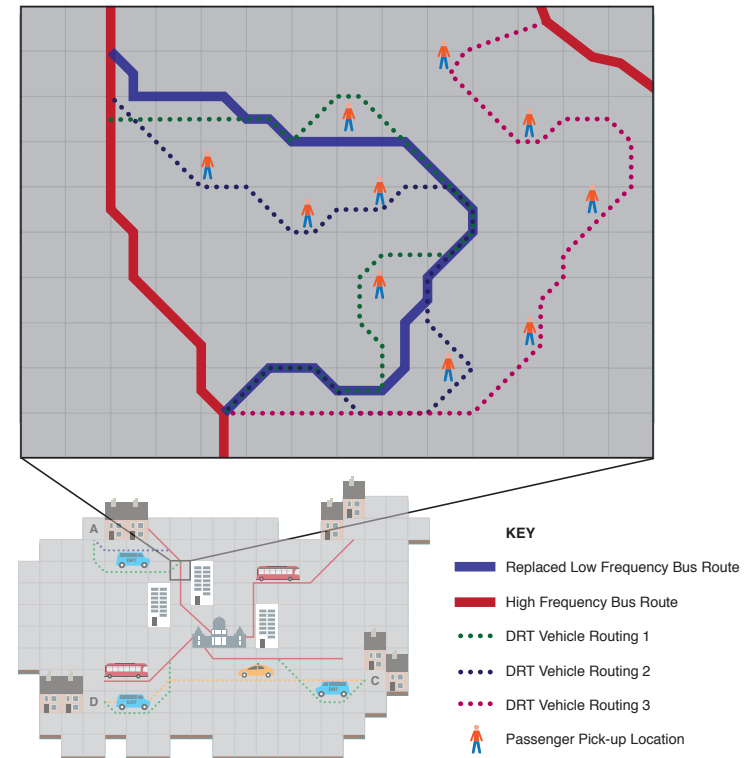 A
DRT
DRT
DRT
C
D
KEY
Replaced Low Frequency Bus Route
High Frequency Bus Route
DRT Vehicle Routing 1
DRT Vehicle Routing 2
DRT Vehicle Routing 3
Passenger Pick-up Location